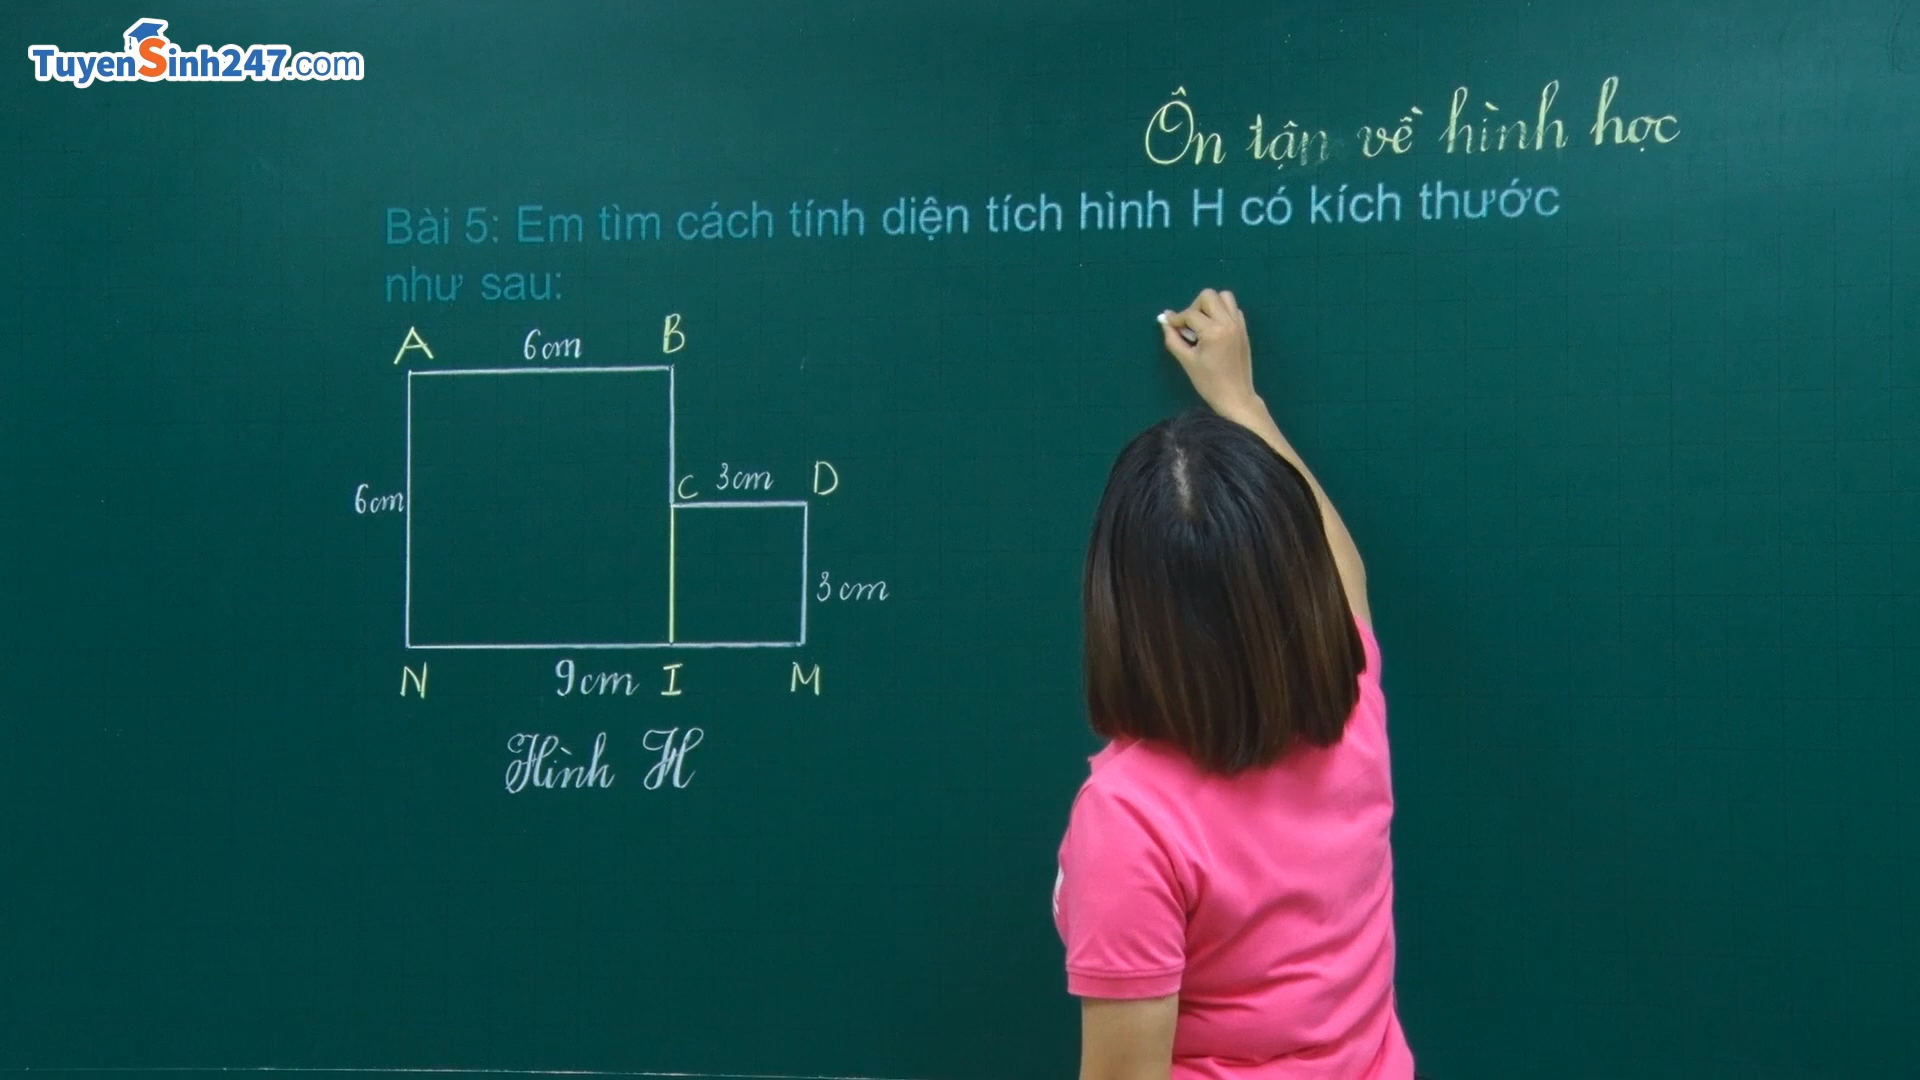 TuyenSinh247.com
Ôn tận về hình học
Bài 5: Em tìm cách tính diện tích hình H có kích thước
như sau:
A 6cm B
6cm
C 3cm D
3cm
N 9cm I M
Hình H